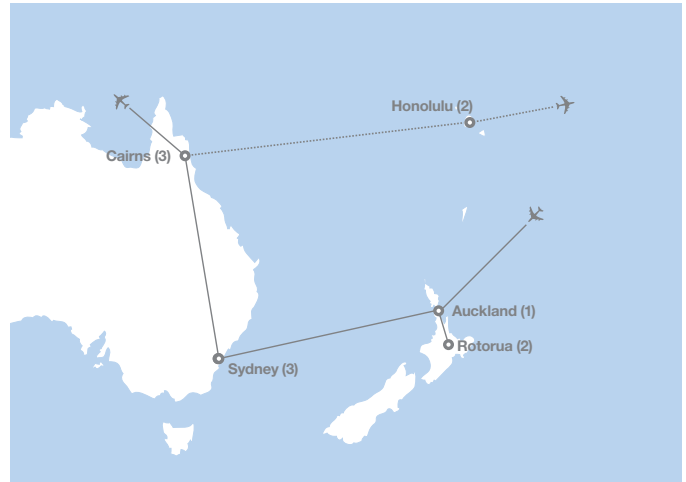 Honolulu (2)
Cairns (3)
Auckland (1)
Rotorua (2)
Sydney (3)